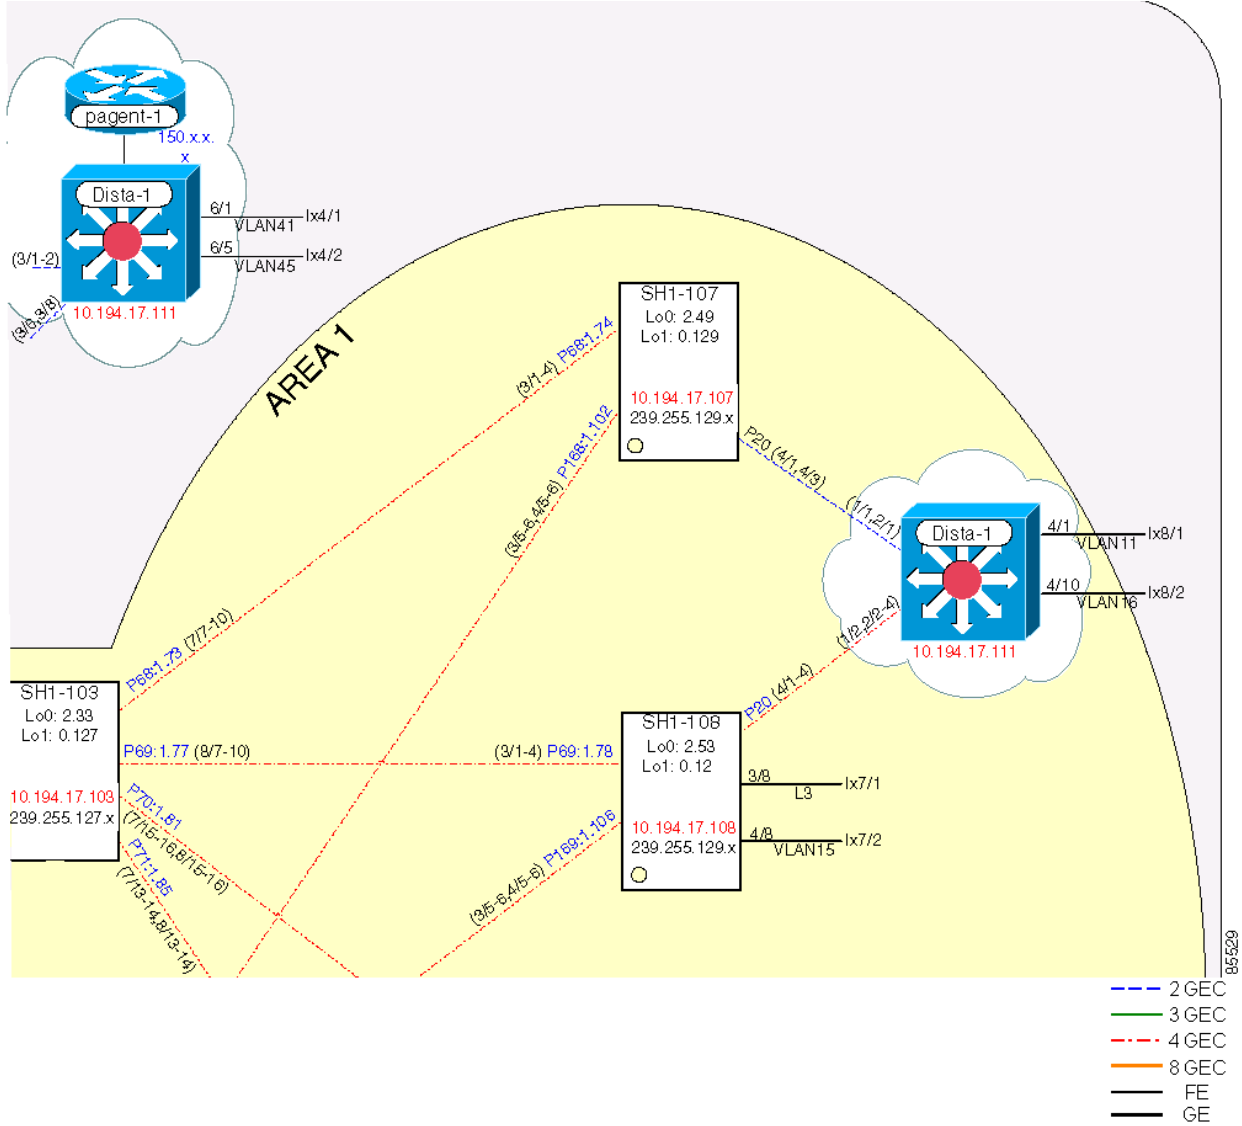 pagent-1
150.x.x.
x
Dista-1
6/1
VLAN41
Ix4/1
6/5
VLAN45
Ix4/2
(3/1-2)
(3/6,3/8)
10.194.17.111
AREA 1
SH1-107
Lo0: 2.49
Lo1: 0.129
10.194.17.107
239.255.129.x
(3/1-4) P68:1.74
(3/5-6,4/5-6) P168:1.102
P20 (4/1,4/3)
(1/1,2/1)
Dista-1
4/1
VLAN11
Ix8/1
4/10
VLAN16
Ix8/2
10.194.17.111
(1/2,2/2-4)
P20 (4/1-4)
P68:1.73 (7/7-10)
SH1-103
Lo0: 2.33
Lo1: 0.127
10.194.17.103
239.255.127.x
P69:1.77 (8/7-10)
(3/1-4) P69:1.78
P70:1.81
(7/15-16,8/15-16)
P71:1.85
(7/13-14,8/13-14)
SH1-108
Lo0: 2.53
Lo1: 0.12
10.194.17.108
239.255.129.x
3/8
L3
Ix7/1
4/8
VLAN15
Ix7/2
(3/5-6,4/5-6) P169:1.106
85529
2 GEC
3 GEC
4 GEC
8 GEC
FE
GE